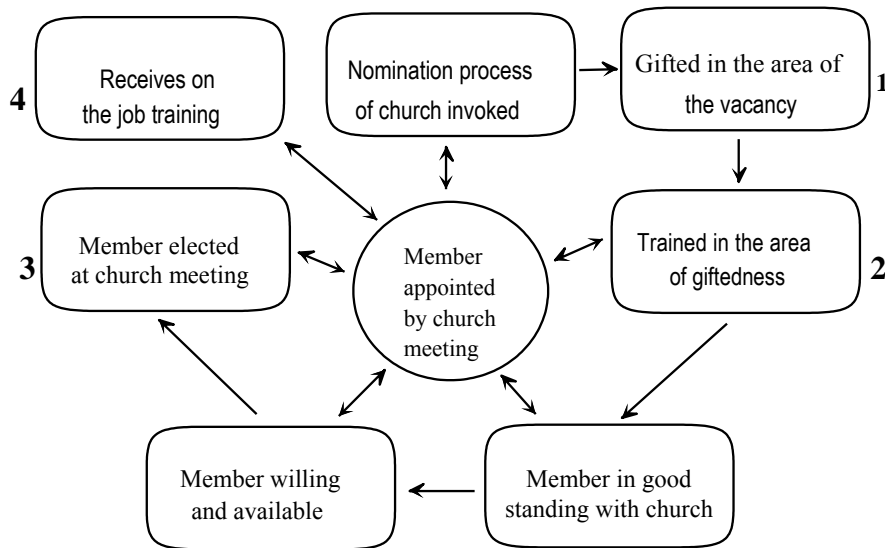 4
Receives on
the job training
Nomination process
of church invoked
Gifted in the area of
the vacancy
1
3
Member elected
at church meeting
Member
appointed
by church
meeting
Trained in the area
of giftedness
2
Member willing
and available
Member in good
standing with church